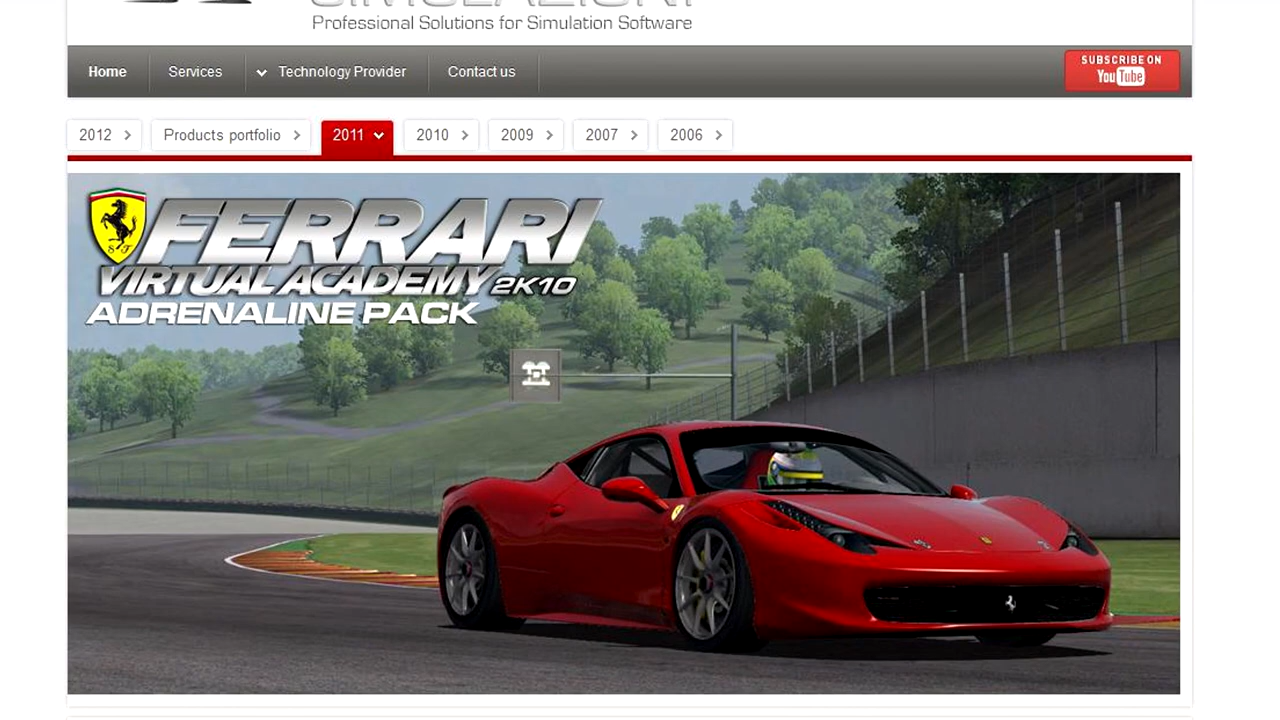 SIMULAZIONI
Professional Solutions for Simulation Software
Home
Services
Technology Provider
Contact us
SUBSCRIBE ON
YouTube
2012
Products portfolio
2011
2010
2009
2007
2006
S F
FERRARI
VIRTUAL ACADEMY 2K10
ADRENALINE PACK